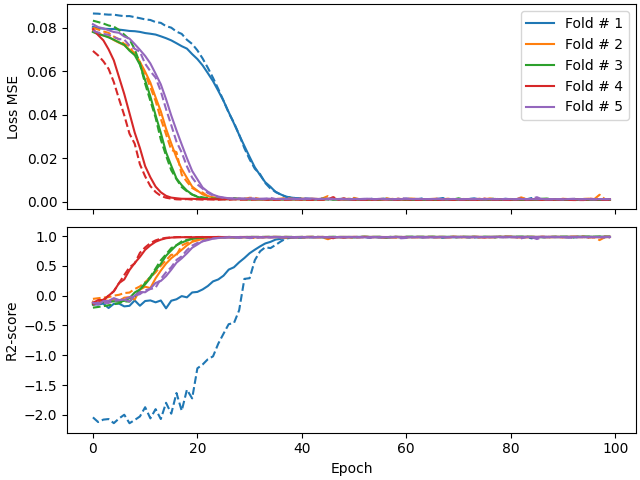 0.08
0.06
0.04
0.02
0.00
Loss MSE
Fold # 1
Fold # 2
Fold # 3
Fold # 4
Fold # 5
1.0
0.5
0.0
−0.5
−1.0
−1.5
−2.0
R2-score
0 20 40 60 80 100
Epoch